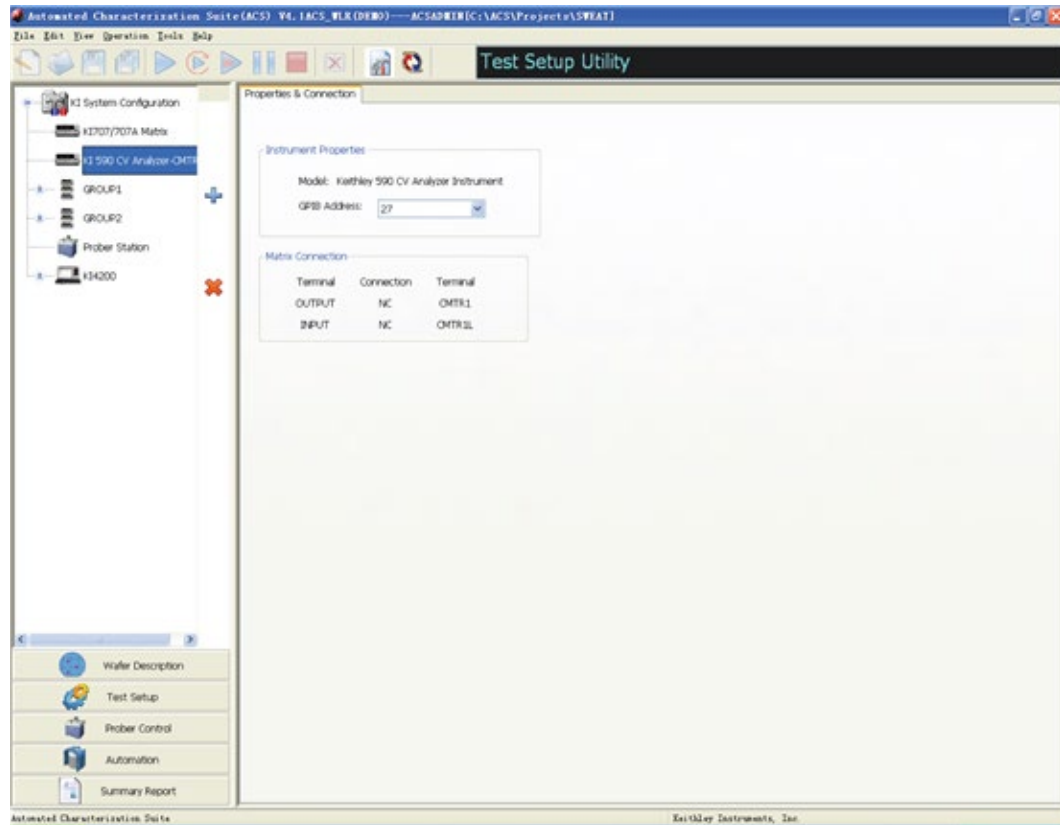 Automated Characterization Suite(ACS) V4.1ACS_WLR(DEMO)---ACSADMIN[C:\ACS\Projects\SWEAT]
File Edit View Operation Tools Help
Test Setup Utility
KI System Configuration
KI707/707A Matrix
KI 590 CV Analyzer-CMTR
GROUP1
GROUP2
Prober Station
KI4200
Properties & Connection
Instrument Properties
Model: Keithley 590 CV Analyzer Instrument
GPIB Address: 27
Matrix Connection
Terminal Connection Terminal
OUTPUT NC CMTR1
INPUT NC CMTR1L
Wafer Description
Test Setup
Prober Control
Automation
Summary Report
Automated Characterization Suite
Keithley Instruments, Inc.